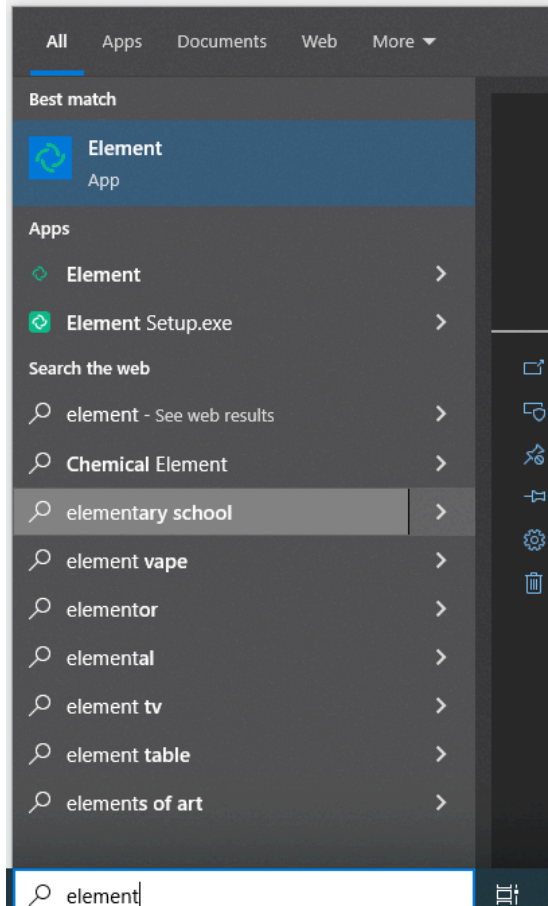 All Apps Documents Web More
Best match
Element
App
Apps
Element
Element Setup.exe
Search the web
element - See web results
Chemical Element
elementary school
element vape
elementor
elemental
element tv
element table
elements of art
element